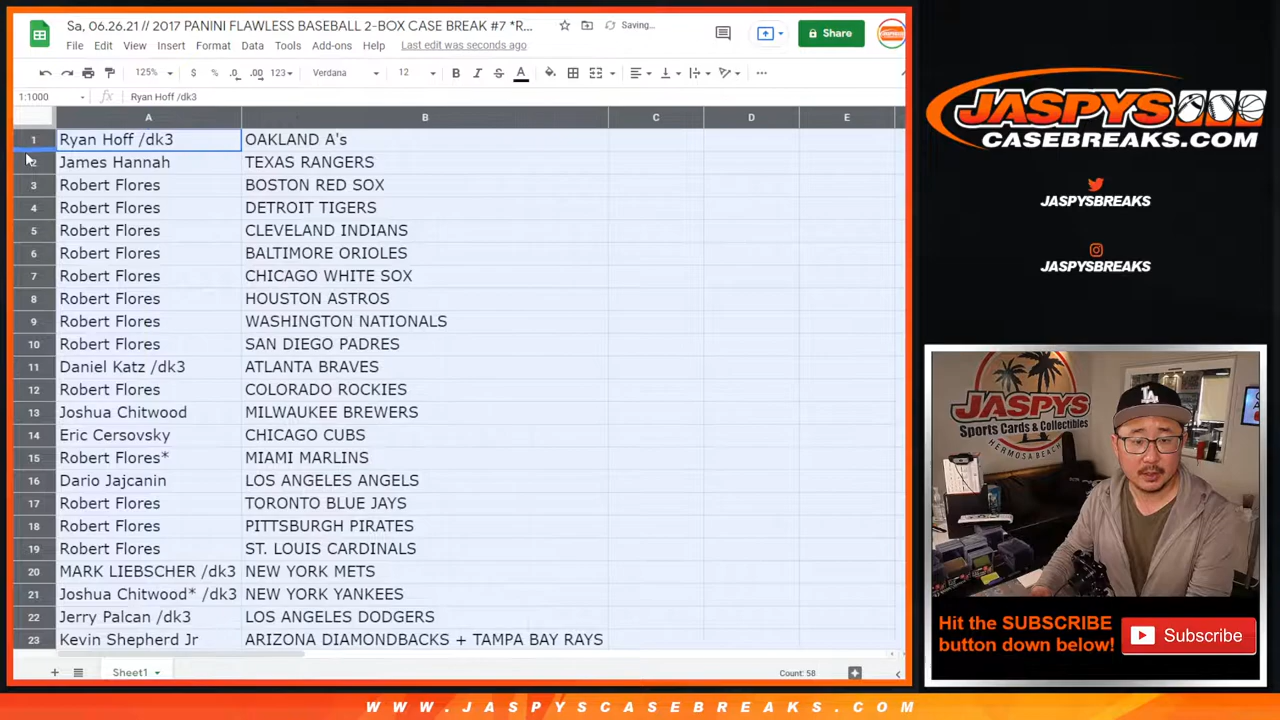 Sa, 06.26.21 // 2017 PANINI FLAWLESS BASEBALL 2-BOX CASE BREAK #7 *R... Saving...
File Edit View Insert Format Data Tools Add-ons Help Last edit was seconds ago
Share
125% $ % .0 .00 123 Verdana 12 B I S A
1:1000 fx Ryan Hoff /dk3
A B C D E
1 Ryan Hoff /dk3 OAKLAND A's
2 James Hannah TEXAS RANGERS
3 Robert Flores BOSTON RED SOX
4 Robert Flores DETROIT TIGERS
5 Robert Flores CLEVELAND INDIANS
6 Robert Flores BALTIMORE ORIOLES
7 Robert Flores CHICAGO WHITE SOX
8 Robert Flores HOUSTON ASTROS
9 Robert Flores WASHINGTON NATIONALS
10 Robert Flores SAN DIEGO PADRES
11 Daniel Katz /dk3 ATLANTA BRAVES
12 Robert Flores COLORADO ROCKIES
13 Joshua Chitwood MILWAUKEE BREWERS
14 Eric Cersovsky CHICAGO CUBS
15 Robert Flores* MIAMI MARLINS
16 Dario Jajcanin LOS ANGELES ANGELS
17 Robert Flores TORONTO BLUE JAYS
18 Robert Flores PITTSBURGH PIRATES
19 Robert Flores ST. LOUIS CARDINALS
20 MARK LIEBSCHER /dk3 NEW YORK METS
21 Joshua Chitwood* /dk3 NEW YORK YANKEES
22 Jerry Palcan /dk3 LOS ANGELES DODGERS
23 Kevin Shepherd Jr ARIZONA DIAMONDBACKS + TAMPA BAY RAYS
Sheet1 Count: 58
JASPYS
CASEBREAKS.COM
JASPYSBREAKS
JASPYSBREAKS
JASPYS
Sports Cards & Collectibles
HERMOSA BEACH
LA
Hit the SUBSCRIBE
button down below!
Subscribe
WWW.JASPYSCASEBREAKS.COM